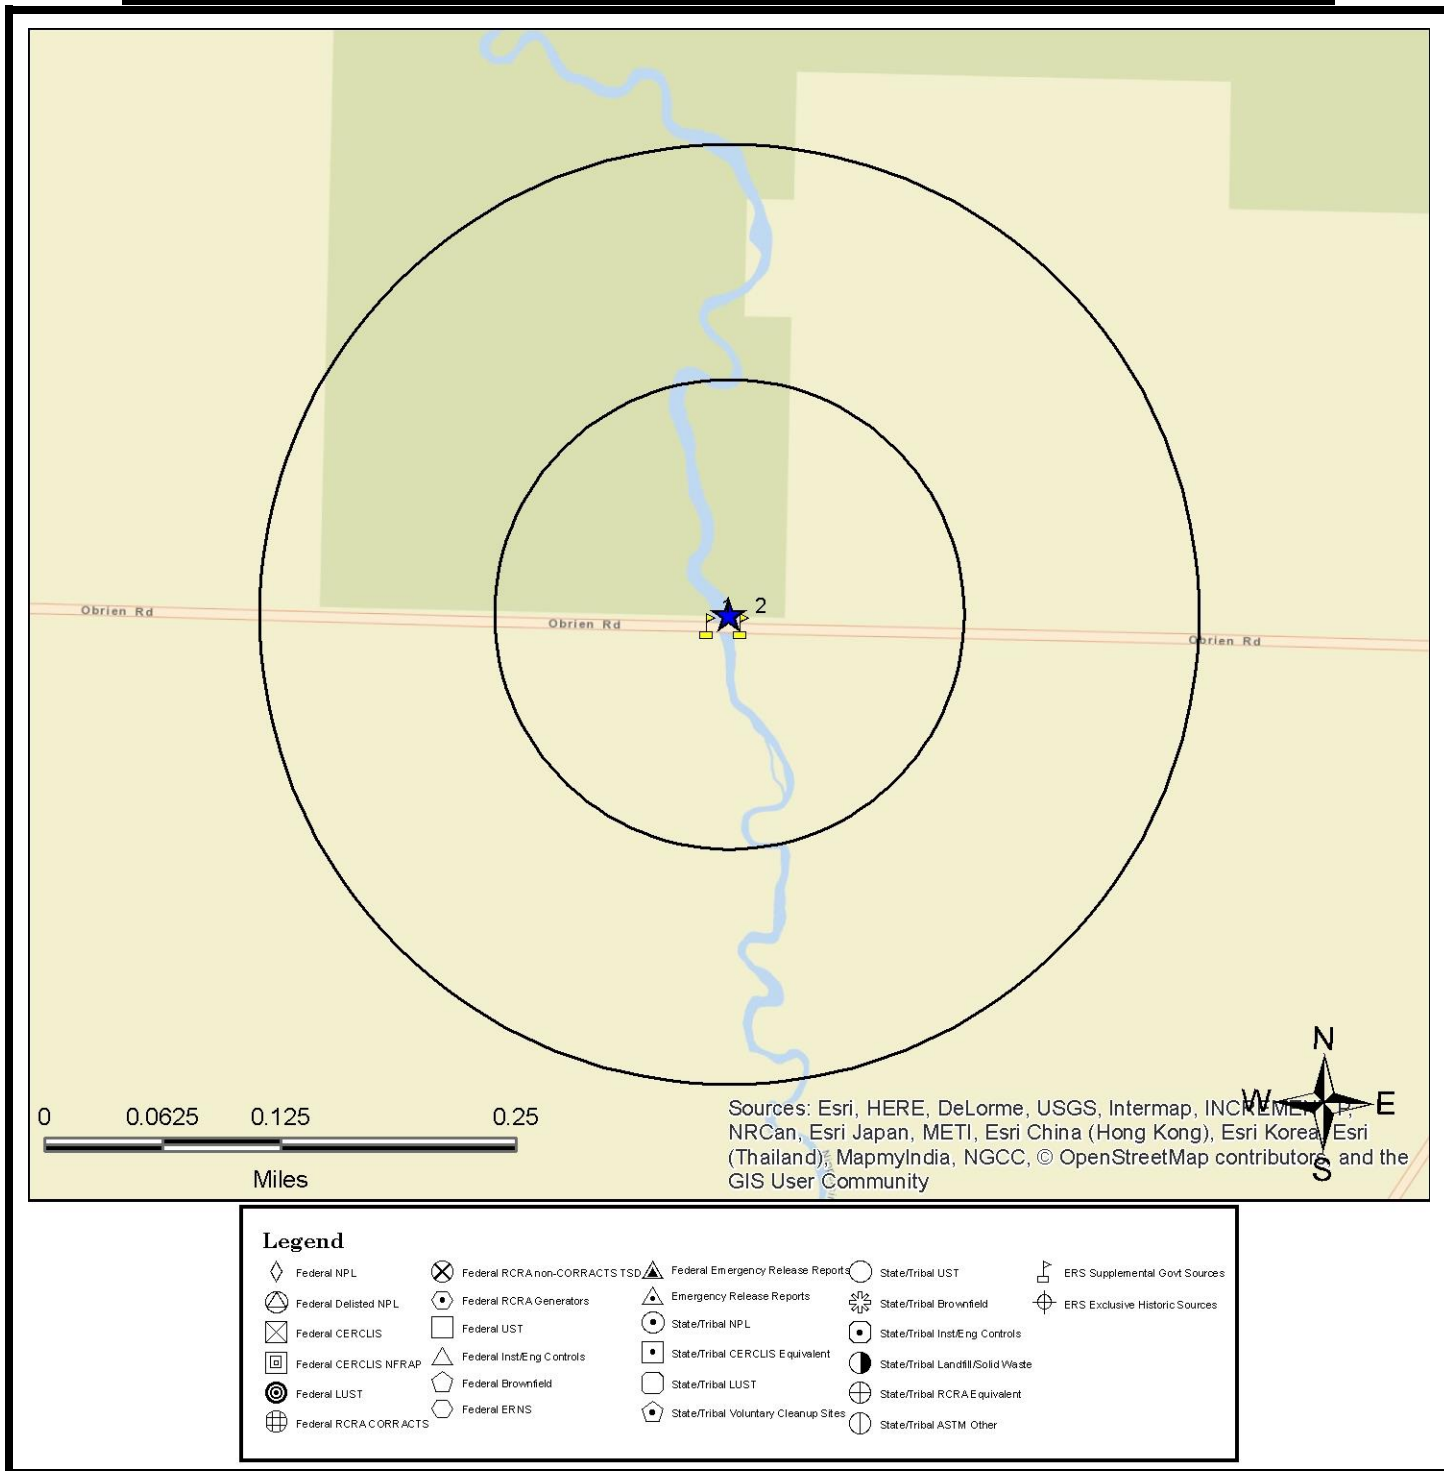 Obrien Rd
Obrien Rd
Obrien Rd
2
N
W
E
S
0 0.0625 0.125 0.25
Miles
Sources: Esri, HERE, DeLorme, USGS, Intermap, P,
NRCan, Esri Japan, METI, Esri China (Hong Kong), Esri Korea, Esri
(Thailand), MapmyIndia, NGCC, © OpenStreetMap contributors, and the
GIS User Community
Legend
Federal NPL
Federal Delisted NPL
Federal CERCLIS
Federal CERCLIS NFRAP
Federal LUST
Federal RCRA CORRACTS
Federal RCRA non-CORRACTS TSD
Federal RCRA Generators
Federal UST
Federal Inst/Eng Controls
Federal Brownfield
Federal ERNS
Federal Emergency Release Reports
Emergency Release Reports
State/Tribal NPL
State/Tribal CERCLIS Equivalent
State/Tribal LUST
State/Tribal Voluntary Cleanup Sites
State/Tribal UST
State/Tribal Brownfield
State/Tribal Inst/Eng Controls
State/Tribal Landfill/Solid Waste
State/Tribal RCRA Equivalent
State/Tribal ASTM Other
ERS Supplemental Govt Sources
ERS Exclusive Historic Sources